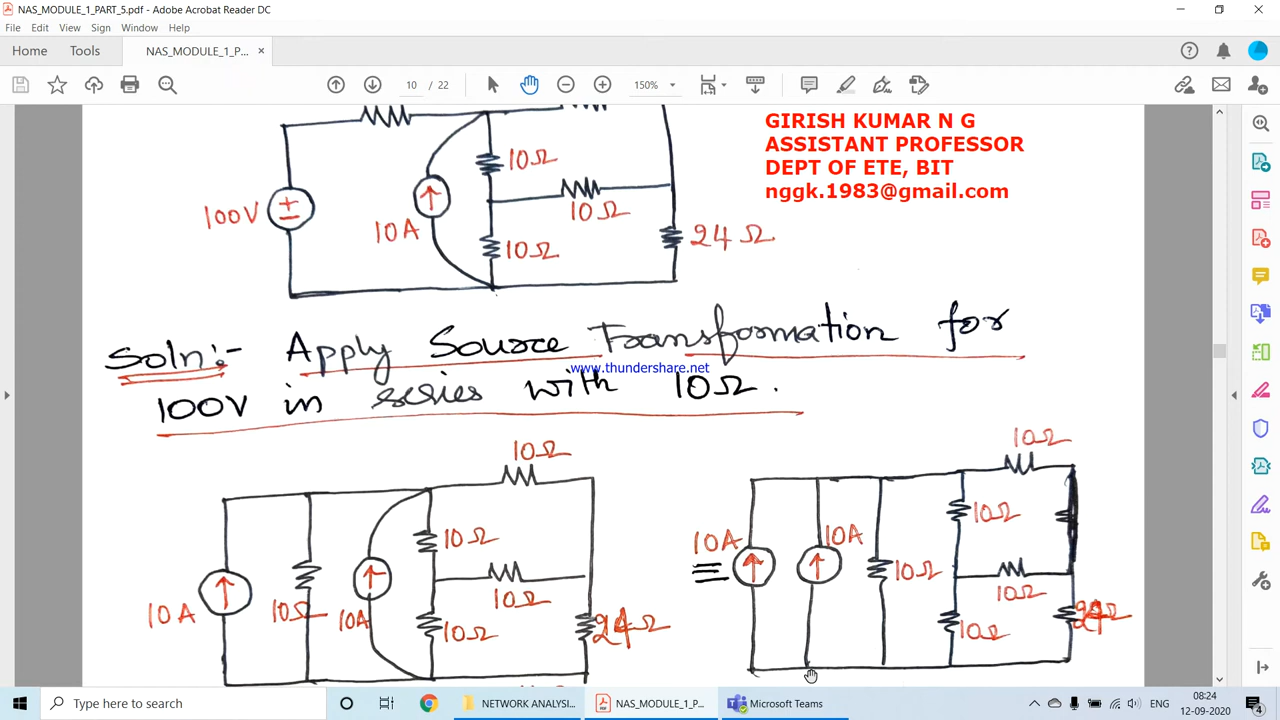 NAS_MODULE_1_PART_5.pdf - Adobe Acrobat Reader DC
File Edit View Sign Window Help
Home Tools NAS_MODULE_1_P... ×
10 / 22 150%
GIRISH KUMAR N G
ASSISTANT PROFESSOR
DEPT OF ETE, BIT
nggk.1983@gmail.com
10Ω
100V
10A
10Ω
24Ω
10Ω
Soln:- Apply Source Transformation for
www.thundershare.net
100V in series with 10Ω.
10Ω
10Ω
10Ω
10A
10Ω
10A
10Ω
24Ω
10Ω
10A
10A
≡
10Ω
10Ω
10Ω
10Ω
24Ω
Type here to search
NETWORK ANALYSI...
NAS_MODULE_1_P...
Microsoft Teams
ENG
08:24
12-09-2020
4